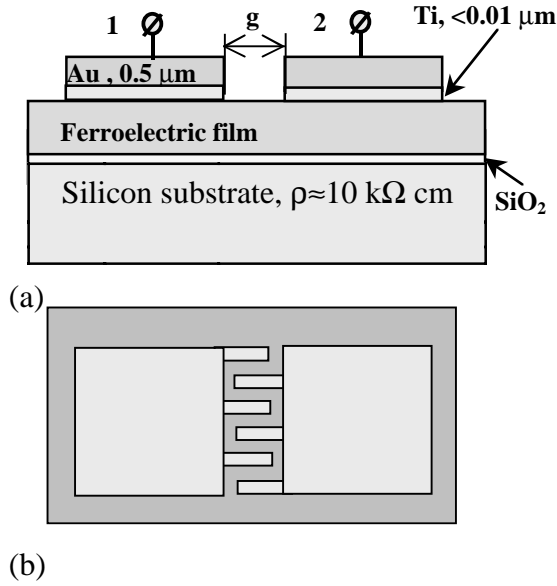 1
g
2
Ti, <0.01 μm
Au , 0.5 μm
Ferroelectric film
Silicon substrate, ρ≈10 kΩ cm
SiO₂
(a)
(b)